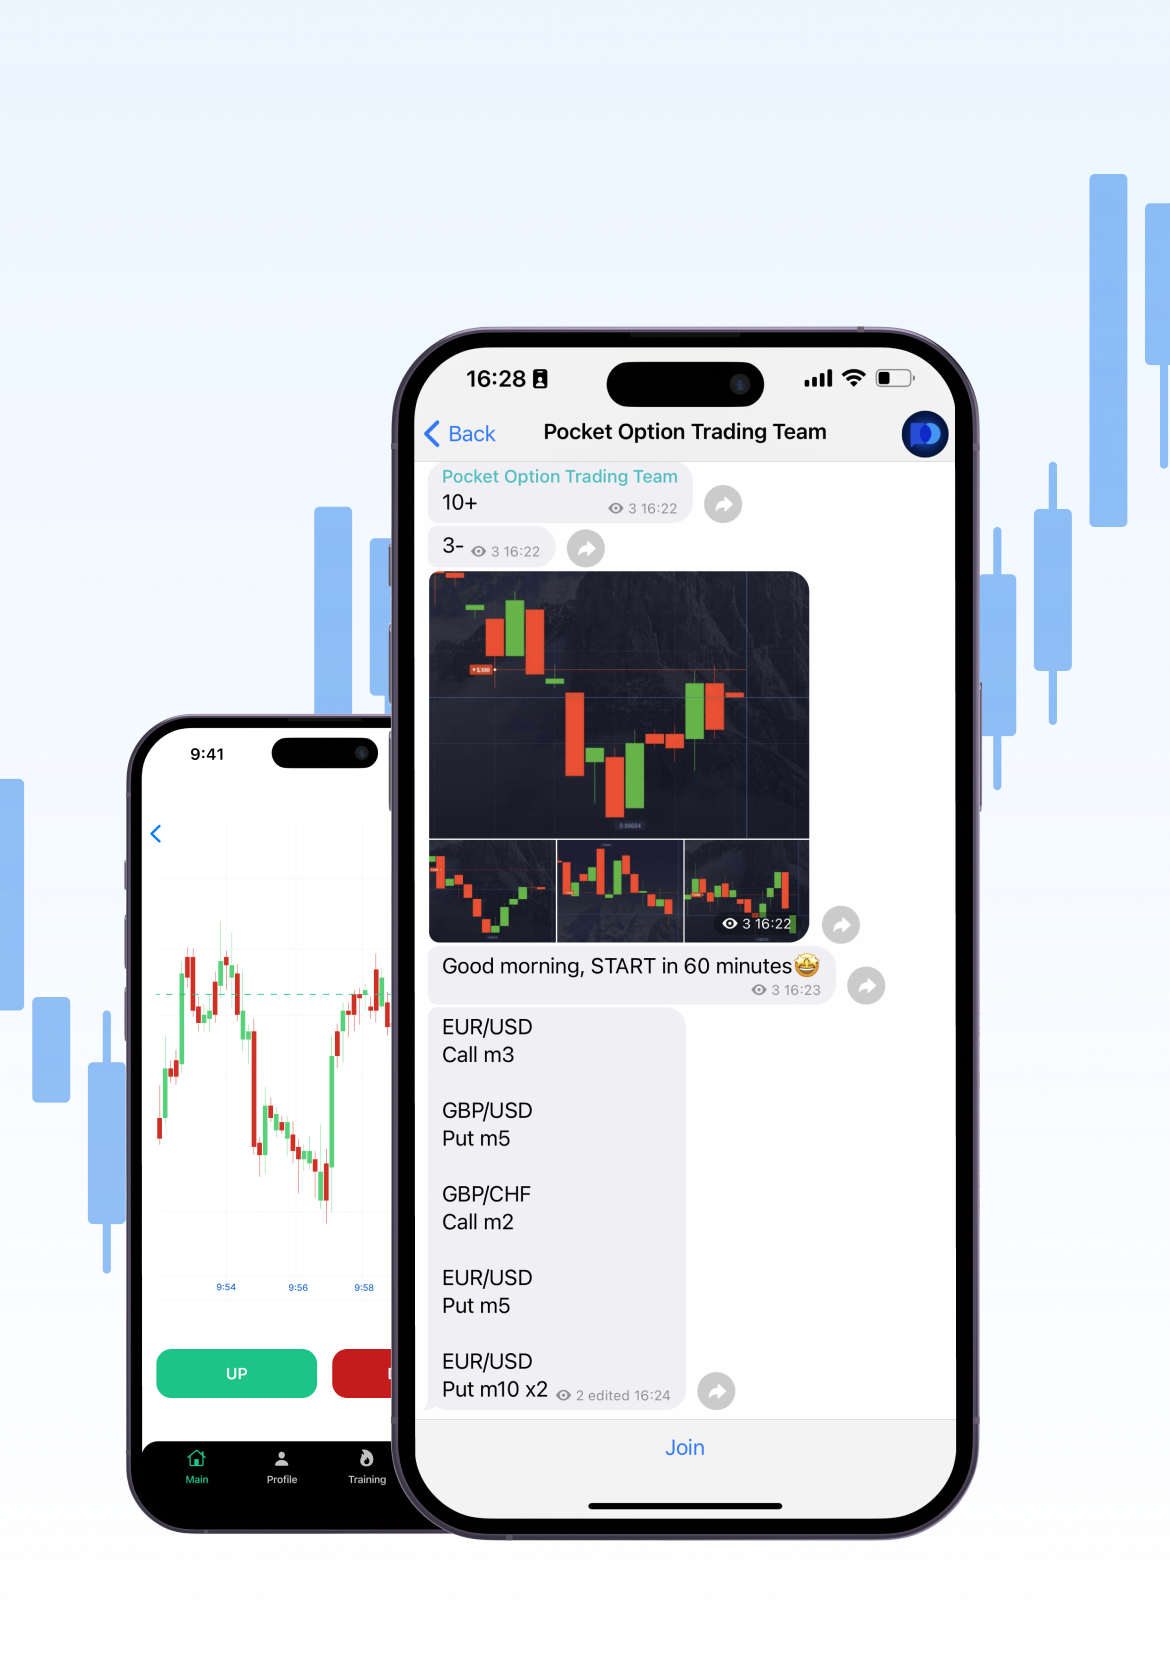 16:28
Back
Pocket Option Trading Team
Pocket Option Trading Team
10+
3 16:22
3-
3 16:22
$300
3 16:22
Good morning, START in 60 minutes🤩
3 16:23
EUR/USD
Call m3
GBP/USD
Put m5
GBP/CHF
Call m2
EUR/USD
Put m5
EUR/USD
Put m10 x2
2 edited 16:24
Join
9:41
9:54 9:56 9:58
UP
Main Profile Training